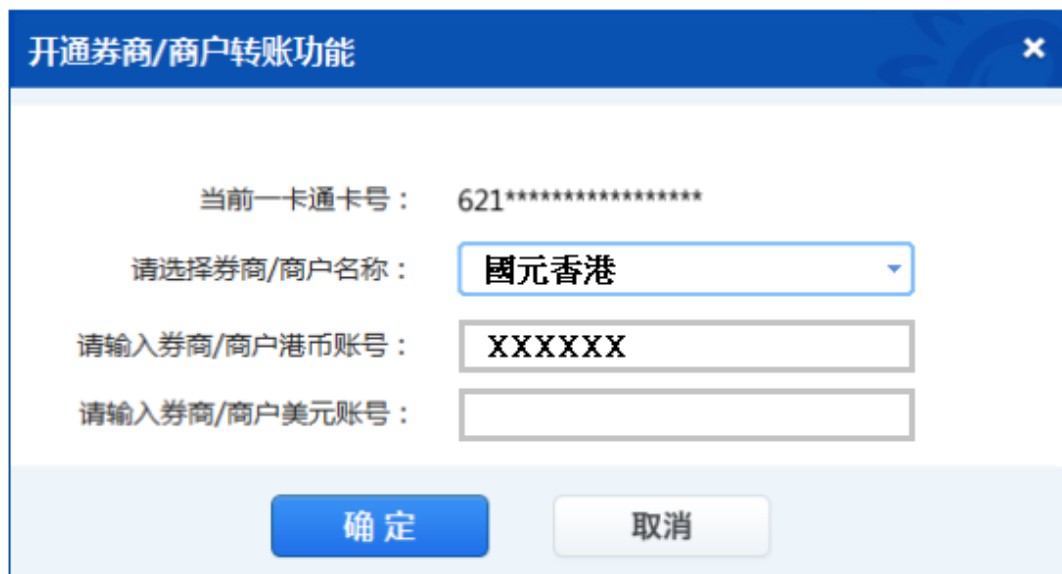 开通券商/商户转账功能
当前一卡通卡号： 621*****************
请选择券商/商户名称： 國元香港
请输入券商/商户港币账号： XXXXXX
请输入券商/商户美元账号：
确定 取消